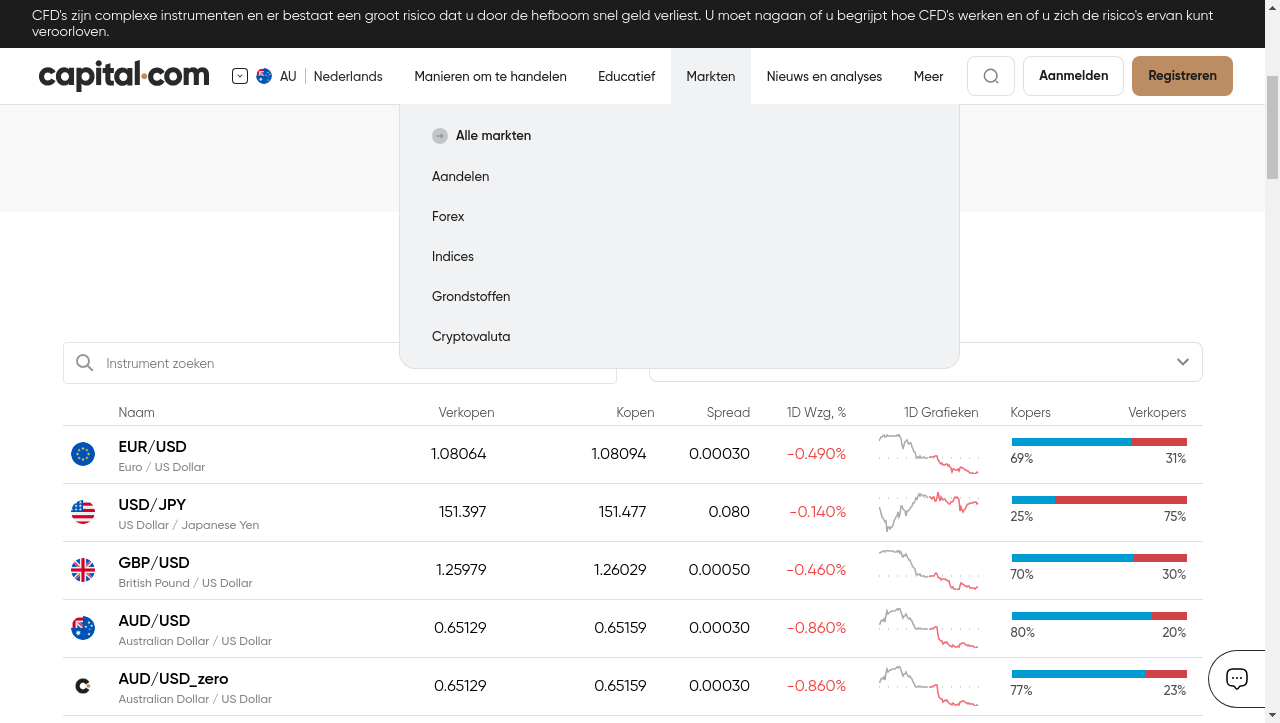 CFD's zijn complexe instrumenten en er bestaat een groot risico dat u door de hefboom snel geld verliest. U moet nagaan of u begrijpt hoe CFD's werken en of u zich de risico's ervan kunt
veroorloven.
capital.com AU Nederlands Manieren om te handelen Educatief Markten Nieuws en analyses Meer Aanmelden Registreren
Alle markten
Aandelen
Forex
Indices
Grondstoffen
Cryptovaluta
Instrument zoeken
Naam Verkopen Kopen Spread 1D Wzg, % 1D Grafieken Kopers Verkopers
EUR/USD 1.08064 1.08094 0.00030 -0.490%
Euro / US Dollar 69% 31%
USD/JPY 151.397 151.477 0.080 -0.140%
US Dollar / Japanese Yen 25% 75%
GBP/USD 1.25979 1.26029 0.00050 -0.460%
British Pound / US Dollar 70% 30%
AUD/USD 0.65129 0.65159 0.00030 -0.860%
Australian Dollar / US Dollar 80% 20%
AUD/USD_zero 0.65129 0.65159 0.00030 -0.860%
Australian Dollar / US Dollar 77% 23%